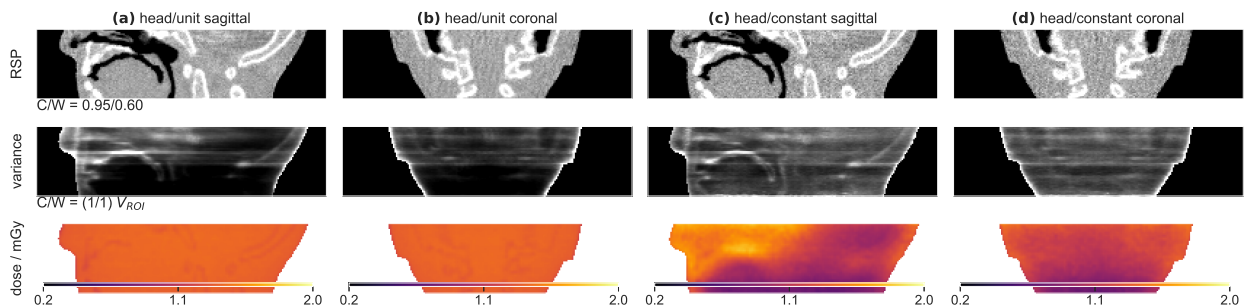 (a) head/unit sagittal
(b) head/unit coronal
(c) head/constant sagittal
(d) head/constant coronal
RSP
C/W = 0.95/0.60
variance
C/W = (1/1) V_ROI
dose / mGy
0.2 1.1 2.0
0.2 1.1 2.0
0.2 1.1 2.0
0.2 1.1 2.0